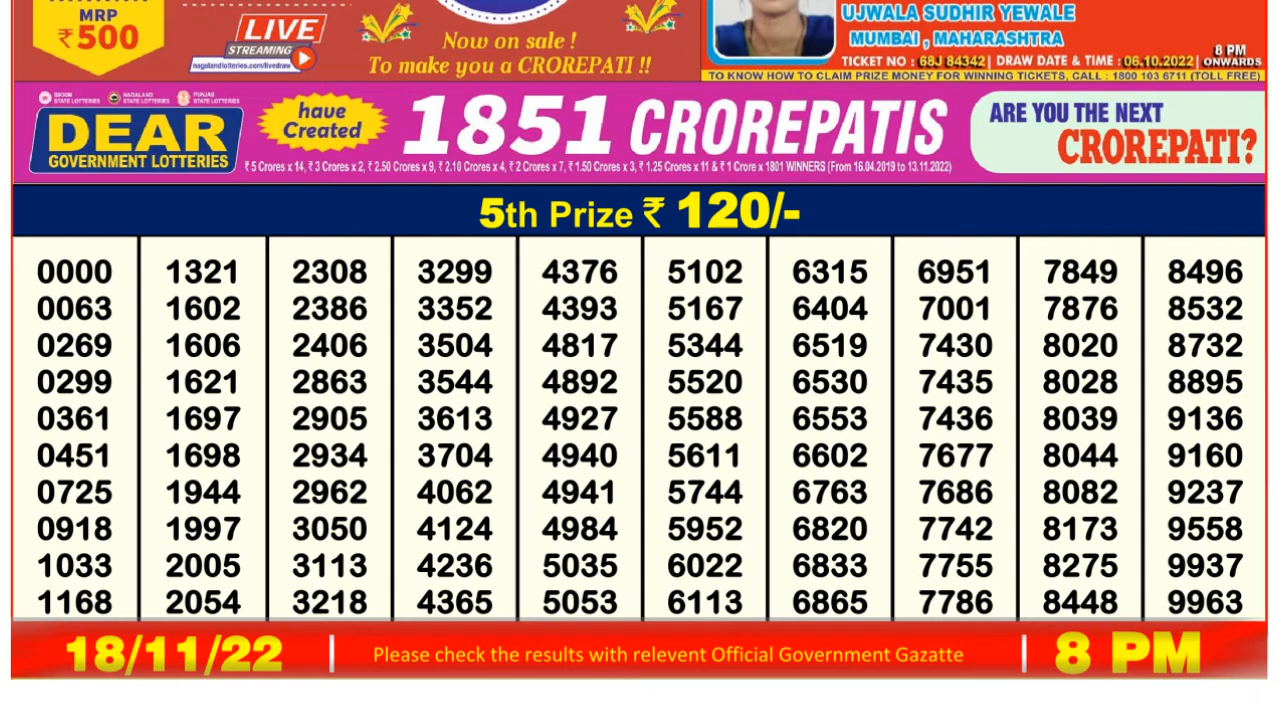 MRP
₹500
LIVE
STREAMING
nagalandlotteries.com/livedraw
Now on sale !
To make you a CROREPATI !!
UJWALA SUDHIR YEWALE
MUMBAI , MAHARASHTRA
TICKET NO : 68J 84342 | DRAW DATE & TIME : 06.10.2022 | 8 PM ONWARDS
TO KNOW HOW TO CLAIM PRIZE MONEY FOR WINNING TICKETS, CALL : 1800 103 6711 (TOLL FREE)
SIKKIM STATE LOTTERIES NAGALAND STATE LOTTERIES PUNJAB STATE LOTTERIES
DEAR
GOVERNMENT LOTTERIES
have
Created
1851 CROREPATIS
₹ 5 Crores x 14, ₹ 3 Crores x 2, ₹ 2.50 Crores x 9, ₹ 2.10 Crores x 4, ₹ 2 Crores x 7, ₹ 1.50 Crores x 3, ₹ 1.25 Crores x 11 & ₹ 1 Crore x 1801 WINNERS (From 16.04.2019 to 13.11.2022)
ARE YOU THE NEXT
CROREPATI?
5th Prize ₹ 120/-
0000 1321 2308 3299 4376 5102 6315 6951 7849 8496
0063 1602 2386 3352 4393 5167 6404 7001 7876 8532
0269 1606 2406 3504 4817 5344 6519 7430 8020 8732
0299 1621 2863 3544 4892 5520 6530 7435 8028 8895
0361 1697 2905 3613 4927 5588 6553 7436 8039 9136
0451 1698 2934 3704 4940 5611 6602 7677 8044 9160
0725 1944 2962 4062 4941 5744 6763 7686 8082 9237
0918 1997 3050 4124 4984 5952 6820 7742 8173 9558
1033 2005 3113 4236 5035 6022 6833 7755 8275 9937
1168 2054 3218 4365 5053 6113 6865 7786 8448 9963
18/11/22 | Please check the results with relevent Official Government Gazatte | 8 PM